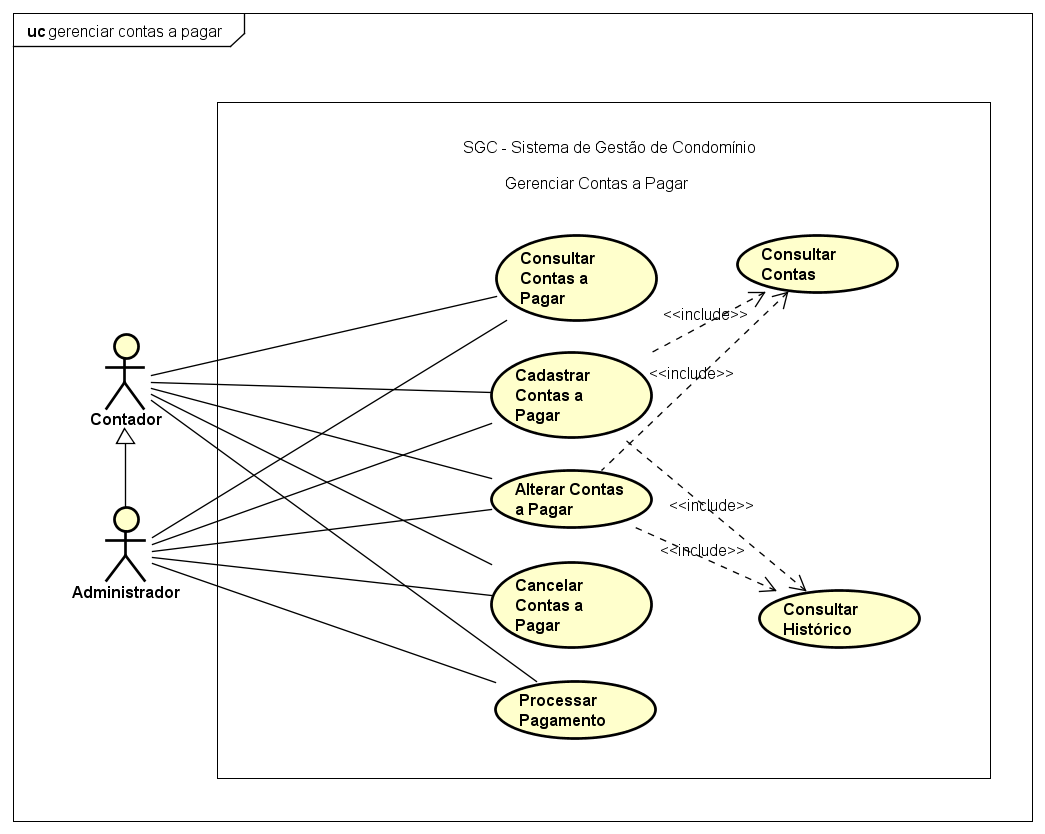 uc gerenciar contas a pagar
SGC - Sistema de Gestão de Condomínio
Gerenciar Contas a Pagar
Consultar
Contas a
Pagar
Consultar
Contas
<<include>>
Contador
Cadastrar
Contas a
Pagar
<<include>>
Alterar Contas
a Pagar
<<include>>
<<include>>
Administrador
Cancelar
Contas a
Pagar
Consultar
Histórico
Processar
Pagamento